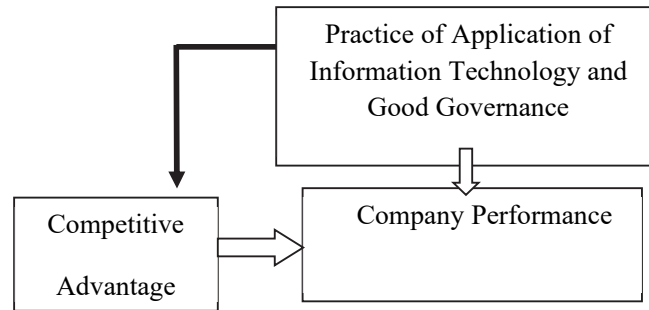 Practice of Application of
Information Technology and
Good Governance
Competitive
Advantage
Company Performance